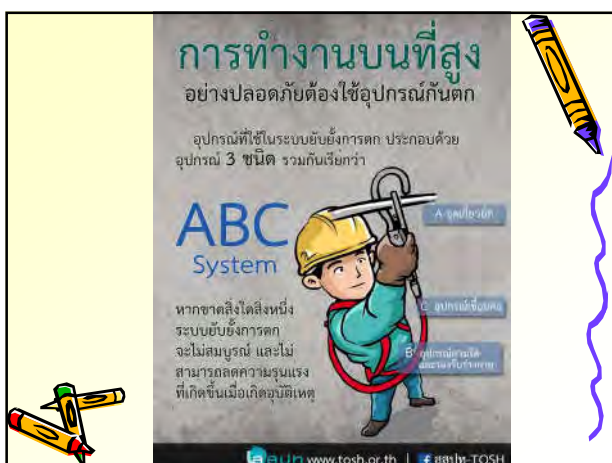 การทำงานบนที่สูง
อย่างปลอดภัยต้องใช้อุปกรณ์กันตก
อุปกรณ์ที่ใช้ในระบบยับยั้งการตก ประกอบด้วย
อุปกรณ์ 3 ชนิด รวมกันเรียกว่า
ABC
System
A จุดเกี่ยวยึด
หากขาดสิ่งใดสิ่งหนึ่ง
ระบบยับยั้งการตก
จะไม่สมบูรณ์ และไม่
สามารถลดความรุนแรง
ที่เกิดขึ้นเมื่อเกิดอุบัติเหตุ
C อุปกรณ์เชื่อมต่อ
B
www.tosh.or.th | f สสปท-TOSH